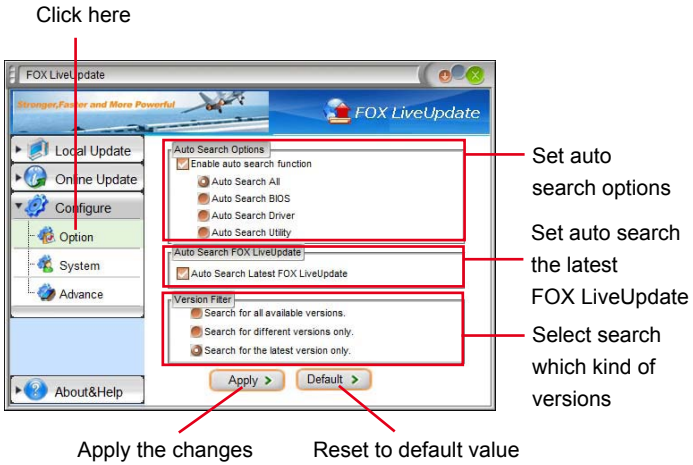 Click here
FOX LiveUpdate
Stronger,Faster and More Powerful
FOX LiveUpdate
Local Update
Online Update
Configure
Option
System
Advance
About&Help
Auto Search Options
Enable auto search function
Auto Search All
Auto Search BIOS
Auto Search Driver
Auto Search Utility
Auto Search FOX LiveUpdate
Auto Search Latest FOX LiveUpdate
Version Filter
Search for all available versions.
Search for different versions only.
Search for the latest version only.
Apply >
Default >
Set auto
search options
Set auto search
the latest
FOX LiveUpdate
Select search
which kind of
versions
Apply the changes
Reset to default value